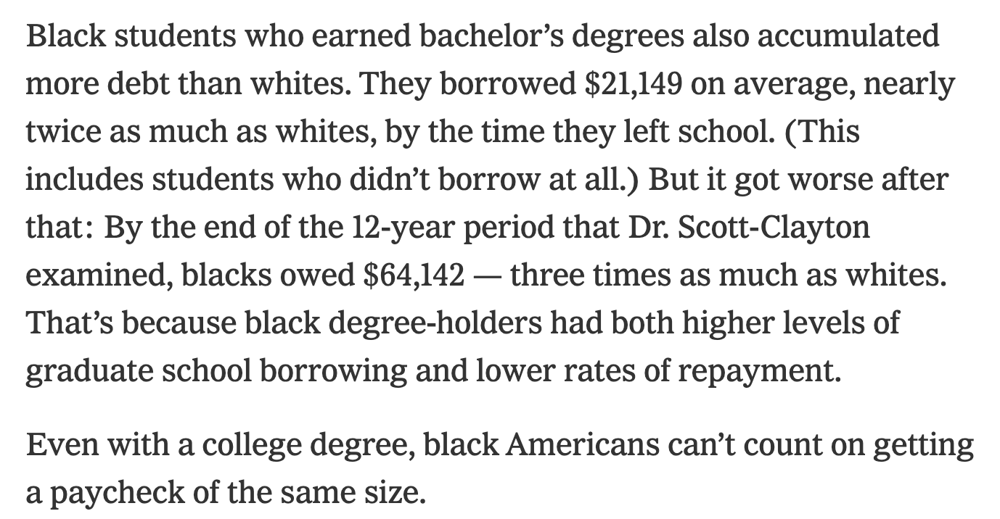 Black students who earned bachelor’s degrees also accumulated
more debt than whites. They borrowed $21,149 on average, nearly
twice as much as whites, by the time they left school. (This
includes students who didn’t borrow at all.) But it got worse after
that: By the end of the 12-year period that Dr. Scott-Clayton
examined, blacks owed $64,142 — three times as much as whites.
That’s because black degree-holders had both higher levels of
graduate school borrowing and lower rates of repayment.
Even with a college degree, black Americans can’t count on getting
a paycheck of the same size.